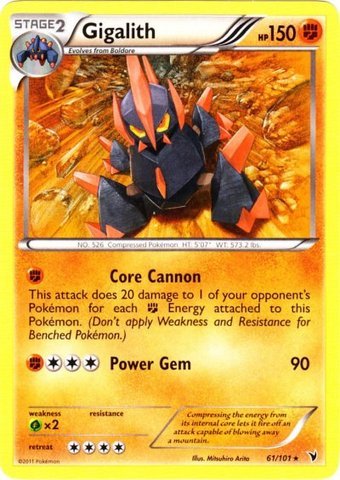 STAGE2
Gigalith
HP150
Evolves from Boldore
NO. 526 Compressed Pokémon HT: 5'07" WT: 573.2 lbs.
Core Cannon
This attack does 20 damage to 1 of your opponent's
Pokémon for each Energy attached to this
Pokémon. (Don't apply Weakness and Resistance for
Benched Pokémon.)
Power Gem 90
weakness resistance
×2
retreat
Compressing the energy from
its internal core lets it fire off an
attack capable of blowing away
a mountain.
©2011 Pokémon
Illus. Mitsuhiro Arita
61/101★